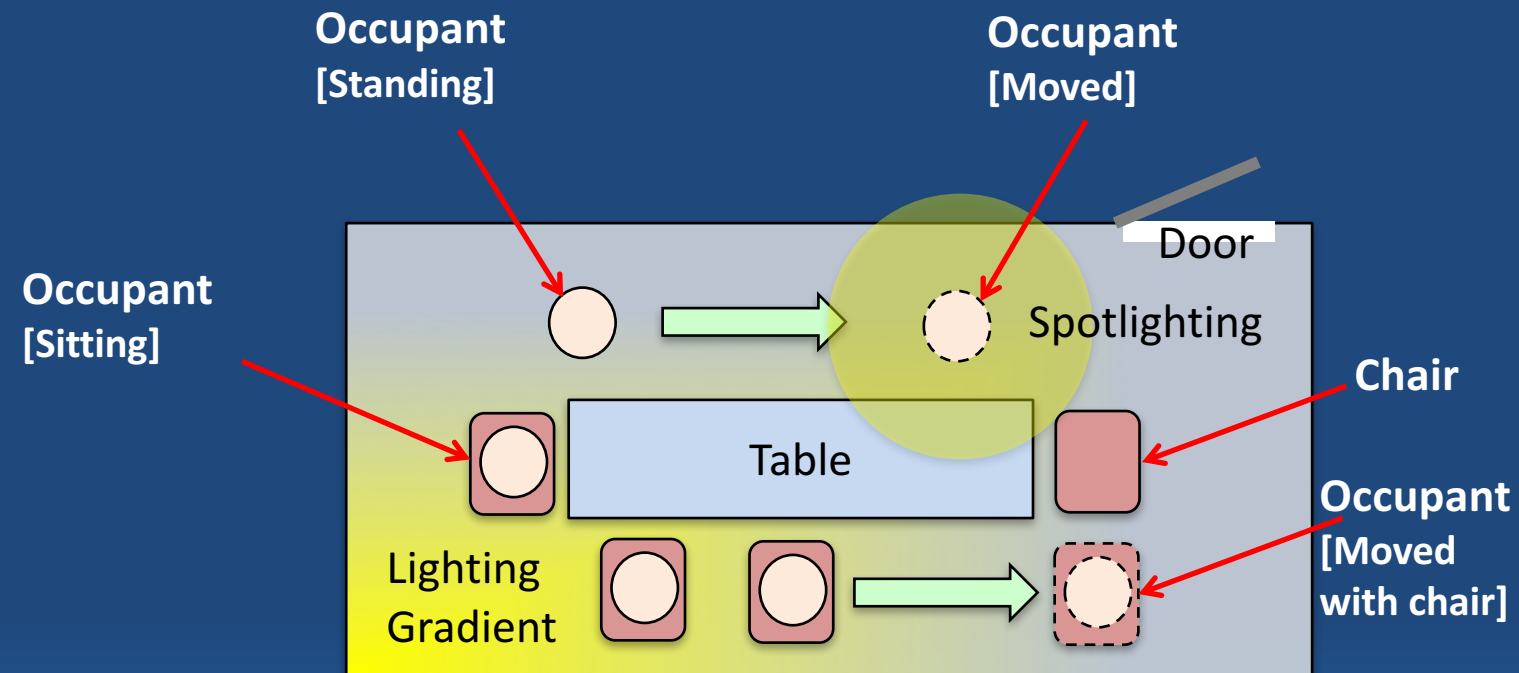 Occupant
[Standing]
Occupant
[Moved]
Door
Occupant
[Sitting]
Spotlighting
Chair
Table
Occupant
[Moved
with chair]
Lighting
Gradient